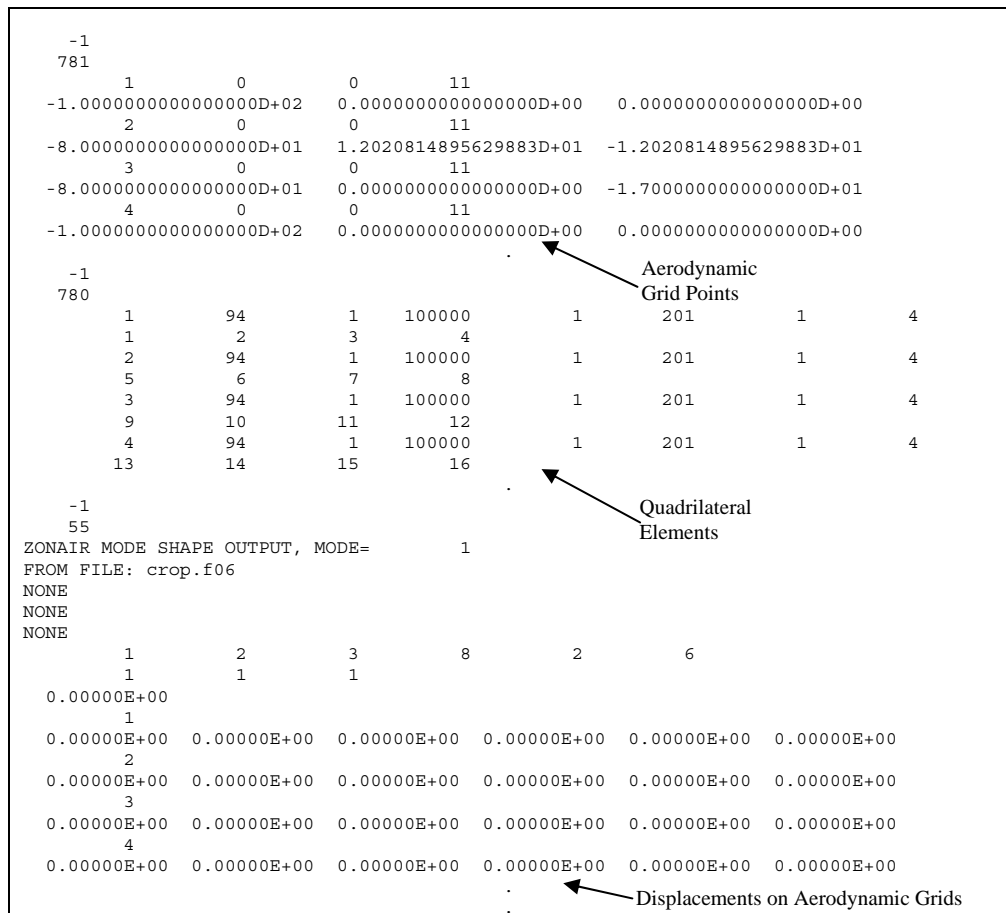 -1
781
1 0 0 11
-1.0000000000000000D+02 0.0000000000000000D+00 0.0000000000000000D+00
2 0 0 11
-8.0000000000000000D+01 1.2020814895629883D+01 -1.2020814895629883D+01
3 0 0 11
-8.0000000000000000D+01 0.0000000000000000D+00 -1.7000000000000000D+01
4 0 0 11
-1.0000000000000000D+02 0.0000000000000000D+00 0.0000000000000000D+00
.
Aerodynamic
Grid Points
-1
780
1 94 1 100000 1 201 1 4
1 2 3 4
2 94 1 100000 1 201 1 4
5 6 7 8
3 94 1 100000 1 201 1 4
9 10 11 12
4 94 1 100000 1 201 1 4
13 14 15 16
.
Quadrilateral
Elements
-1
55
ZONAIR MODE SHAPE OUTPUT, MODE= 1
FROM FILE: crop.f06
NONE
NONE
NONE
1 2 3 8 2 6
1 1 1
0.00000E+00
1
0.00000E+00 0.00000E+00 0.00000E+00 0.00000E+00 0.00000E+00 0.00000E+00
2
0.00000E+00 0.00000E+00 0.00000E+00 0.00000E+00 0.00000E+00 0.00000E+00
3
0.00000E+00 0.00000E+00 0.00000E+00 0.00000E+00 0.00000E+00 0.00000E+00
4
0.00000E+00 0.00000E+00 0.00000E+00 0.00000E+00 0.00000E+00 0.00000E+00
.
Displacements on Aerodynamic Grids
.